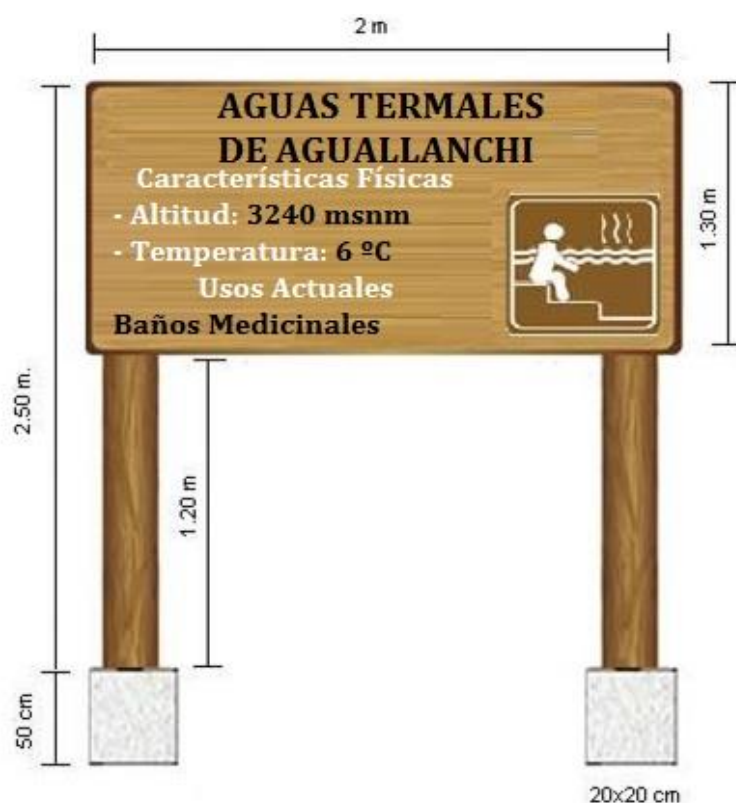 2 m
AGUAS TERMALES
DE AGUALLANCHI
Características Físicas
- Altitud: 3240 msnm
- Temperatura: 6 ºC
Usos Actuales
Baños Medicinales
1.30 m
2.50 m.
1.20 m
50 cm
20x20 cm